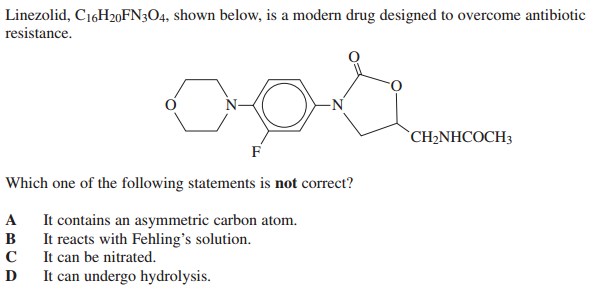 Linezolid, C16H20FN3O4, shown below, is a modern drug designed to overcome antibiotic
resistance.
O
O
O
N
N
CH2NHCOCH3
F
Which one of the following statements is not correct?
A It contains an asymmetric carbon atom.
B It reacts with Fehling’s solution.
C It can be nitrated.
D It can undergo hydrolysis.